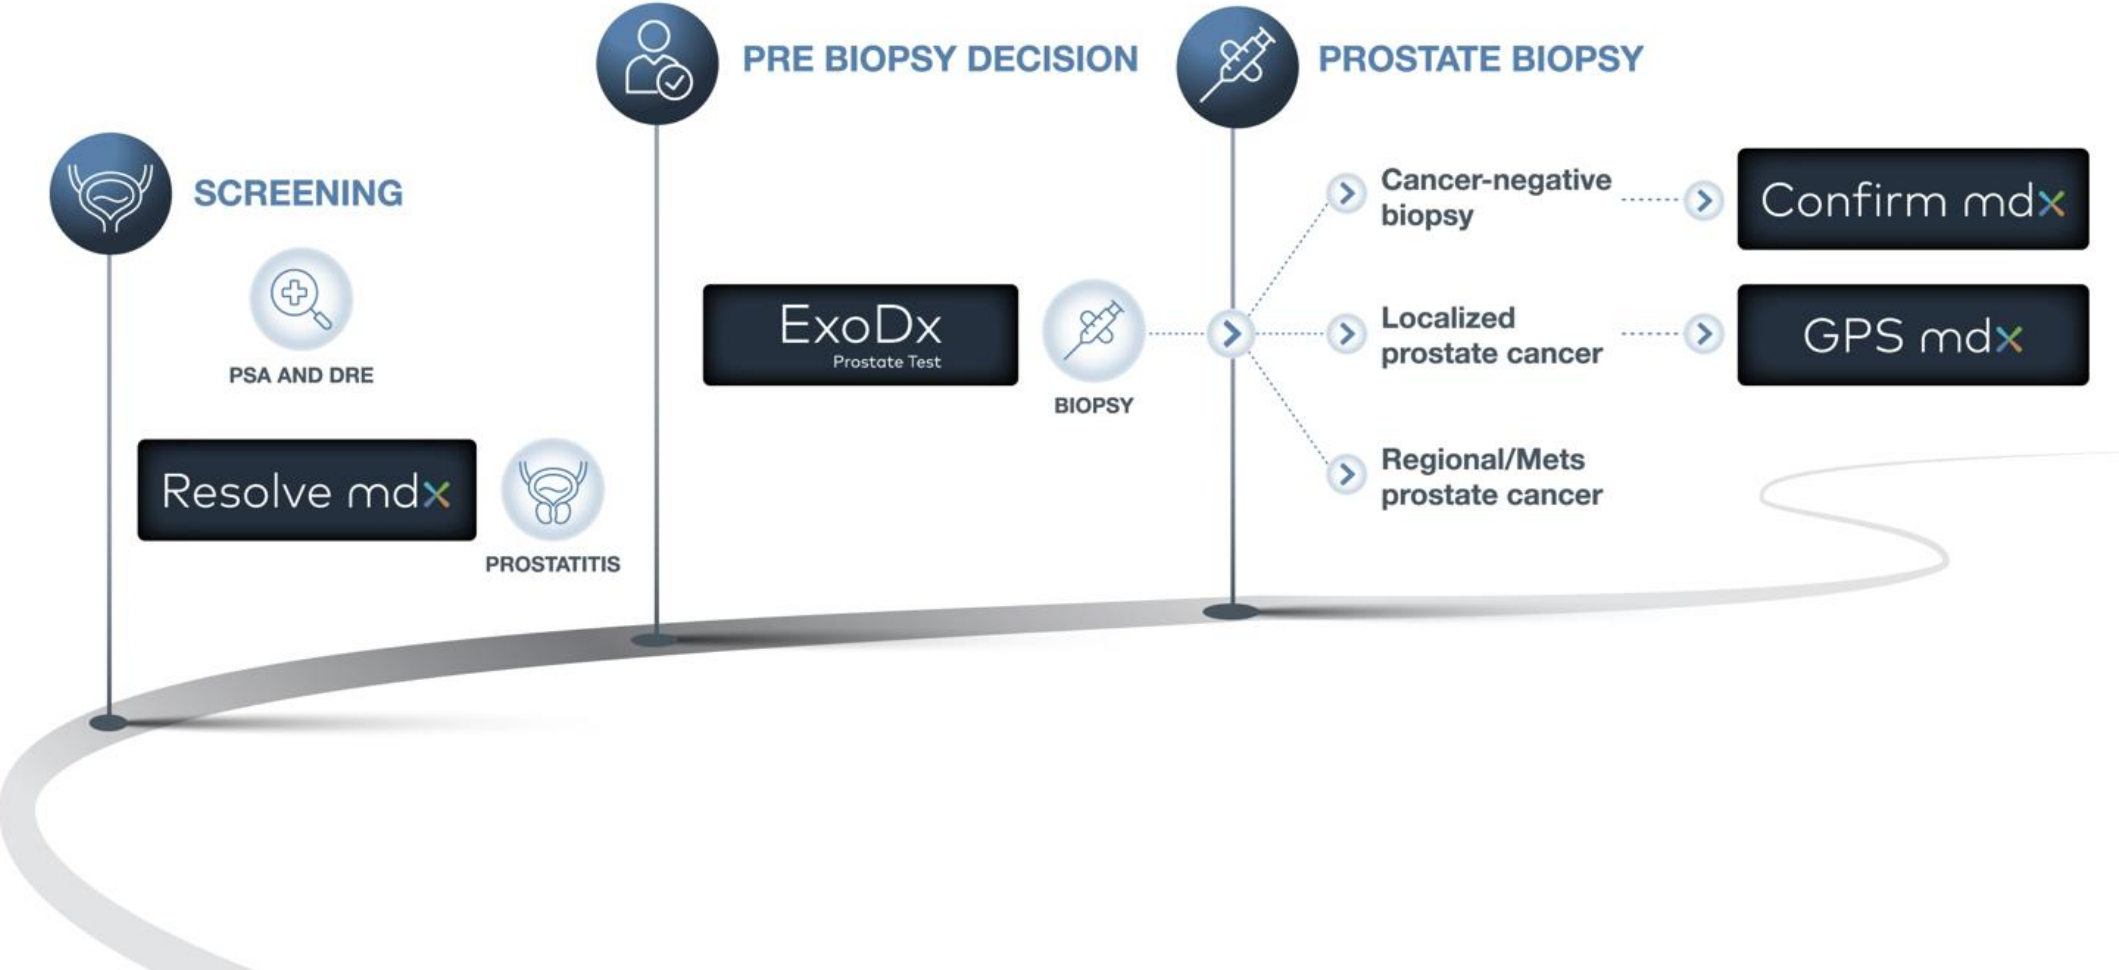 SCREENING
PSA AND DRE
Resolve mdx
PROSTATITIS
PRE BIOPSY DECISION
ExoDx
Prostate Test
BIOPSY
PROSTATE BIOPSY
Cancer-negative
biopsy
Confirm mdx
Localized
prostate cancer
GPS mdx
Regional/Mets
prostate cancer